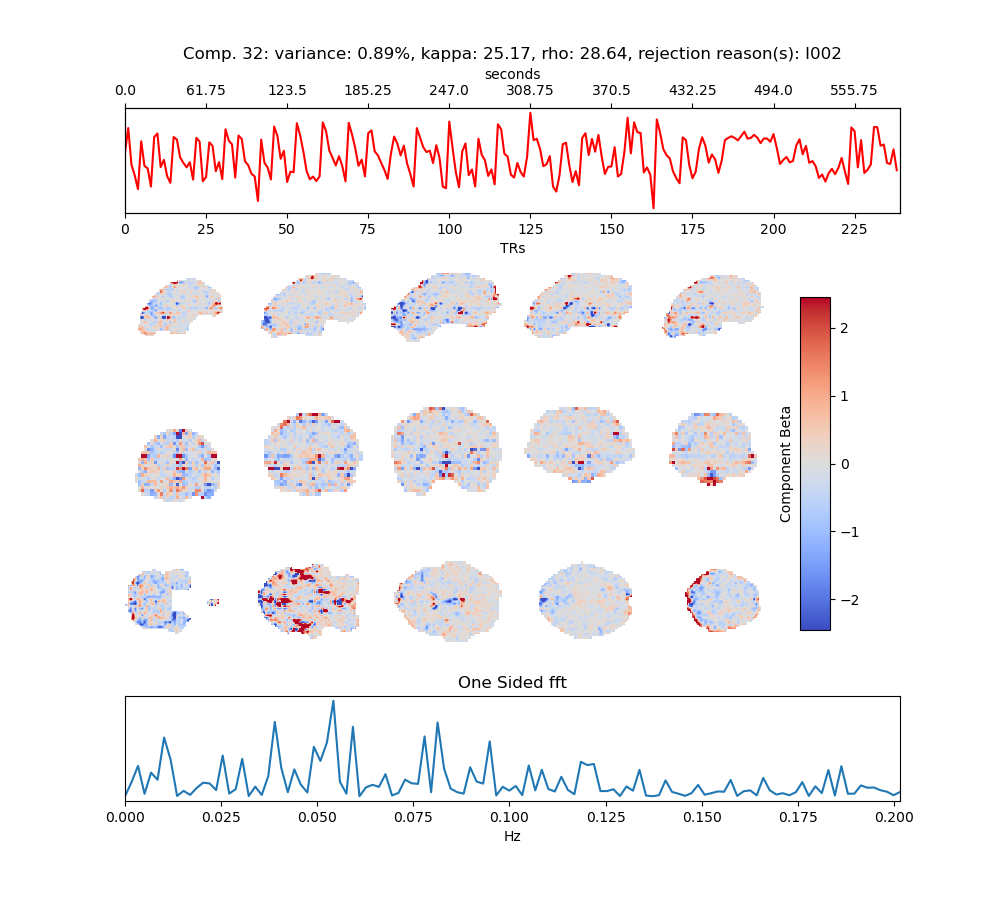 Comp. 32: variance: 0.89%, kappa: 25.17, rho: 28.64, rejection reason(s): I002
seconds
0.0 61.75 123.5 185.25 247.0 308.75 370.5 432.25 494.0 555.75
0 25 50 75 100 125 150 175 200 225
TRs
2
1
0
−1
−2
Component Beta
One Sided fft
0.000 0.025 0.050 0.075 0.100 0.125 0.150 0.175 0.200
Hz